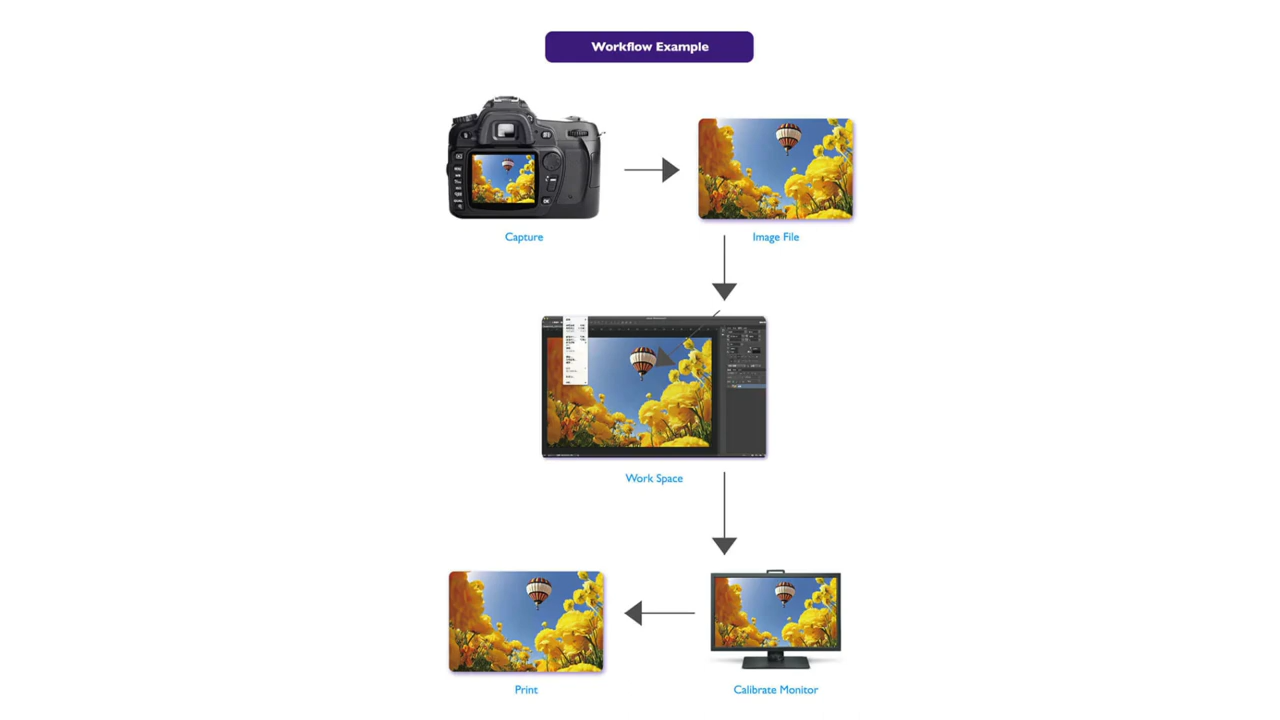 Workflow Example
Capture
Image File
Work Space
Print
Calibrate Monitor